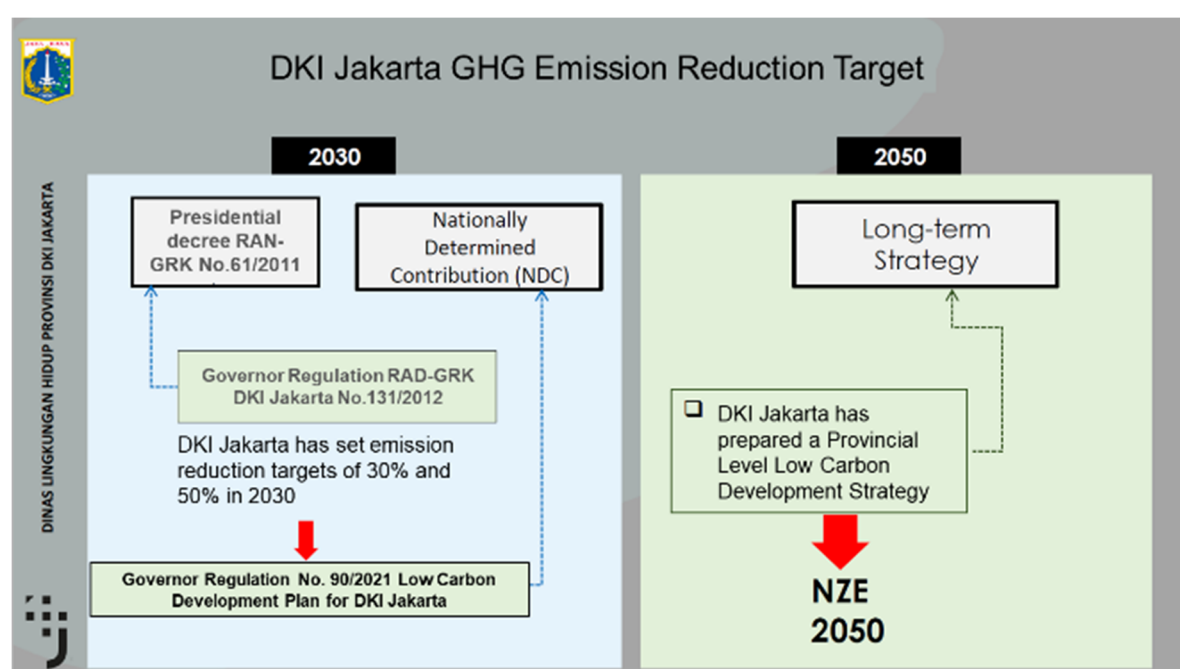 DKI Jakarta GHG Emission Reduction Target
DINAS LINGKUNGAN HIDUP PROVINSI DKI JAKARTA
2030
Presidential
decree RAN-
GRK No.61/2011
Nationally
Determined
Contribution (NDC)
Governor Regulation RAD-GRK
DKI Jakarta No.131/2012
DKI Jakarta has set emission
reduction targets of 30% and
50% in 2030
Governor Regulation No. 90/2021 Low Carbon
Development Plan for DKI Jakarta
2050
Long-term
Strategy
DKI Jakarta has
prepared a Provincial
Level Low Carbon
Development Strategy
NZE
2050